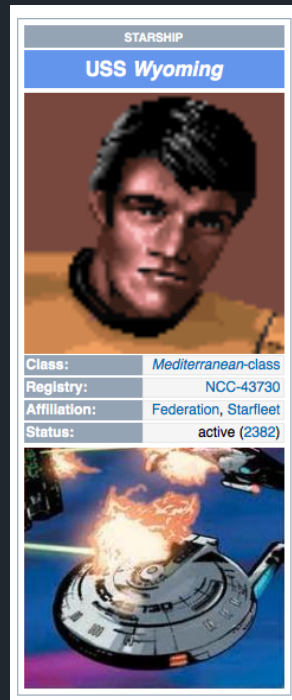 STARSHIP
USS Wyoming
Class: Mediterranean-class
Registry: NCC-43730
Affiliation: Federation, Starfleet
Status: active (2382)